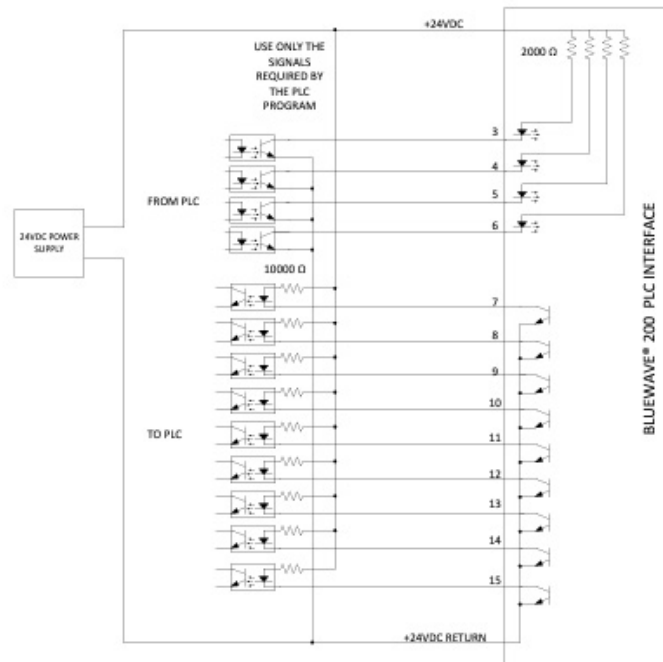 +24VDC
USE ONLY THE
SIGNALS
REQUIRED BY
THE PLC
PROGRAM
2000 Ω
3
4
5
6
FROM PLC
24VDC POWER
SUPPLY
10000 Ω
7
8
9
10
11
12
13
14
15
TO PLC
+24VDC RETURN
BLUEWAVE® 200 PLC INTERFACE